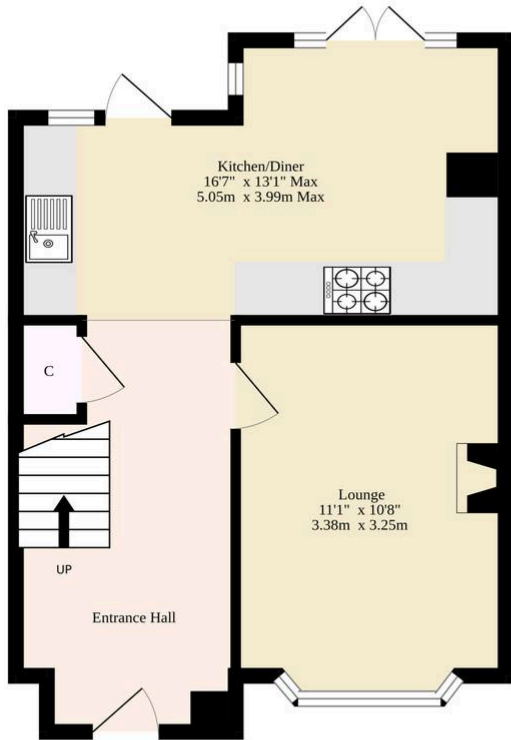 Kitchen/Diner
16'7" x 13'1" Max
5.05m x 3.99m Max
C
Lounge
11'1" x 10'8"
3.38m x 3.25m
UP
Entrance Hall